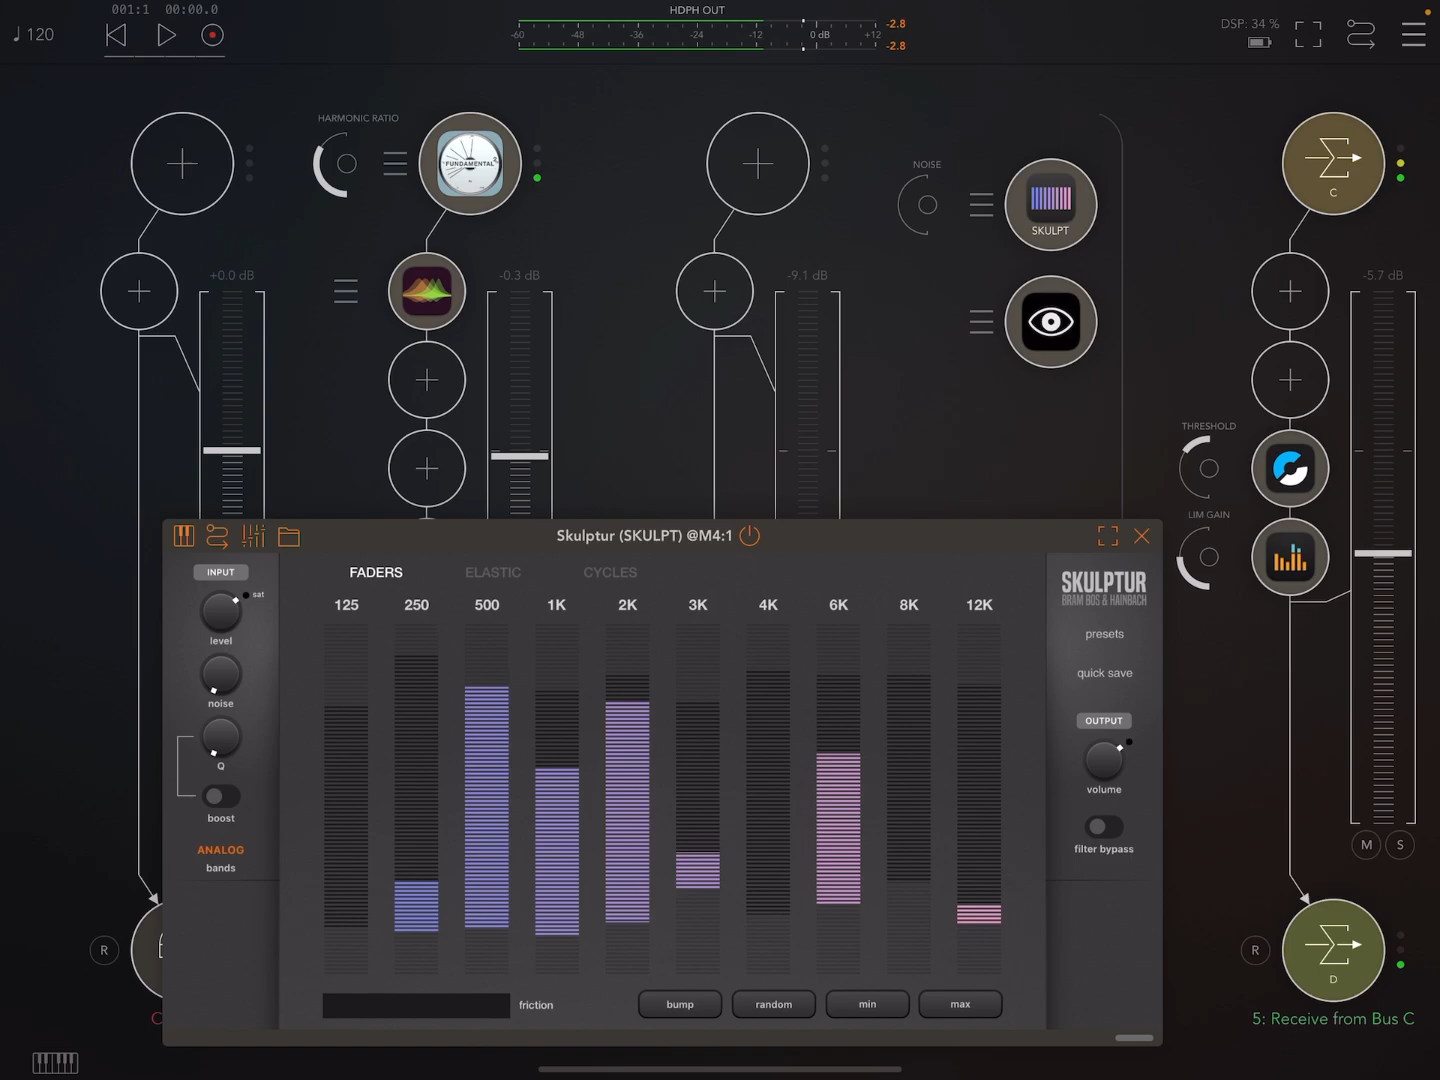 001:1 00:00.0
♩120
HDPH OUT
-60 -48 -36 -24 -12 0 dB +12
-2.8
-2.8
DSP: 34 %
HARMONIC RATIO
FUNDAMENTAL²
NOISE
SKULPT
C
+0.0 dB
-0.3 dB
-9.1 dB
-5.7 dB
THRESHOLD
LIM GAIN
Skulptur (SKULPT) @M4:1
INPUT
sat
level
noise
Q
boost
ANALOG
bands
FADERS ELASTIC CYCLES
125 250 500 1K 2K 3K 4K 6K 8K 12K
friction
bump random min max
SKULPTUR
BRAM BOS & HAINBACH
presets
quick save
OUTPUT
volume
filter bypass
M S
R
R
D
C
5: Receive from Bus C